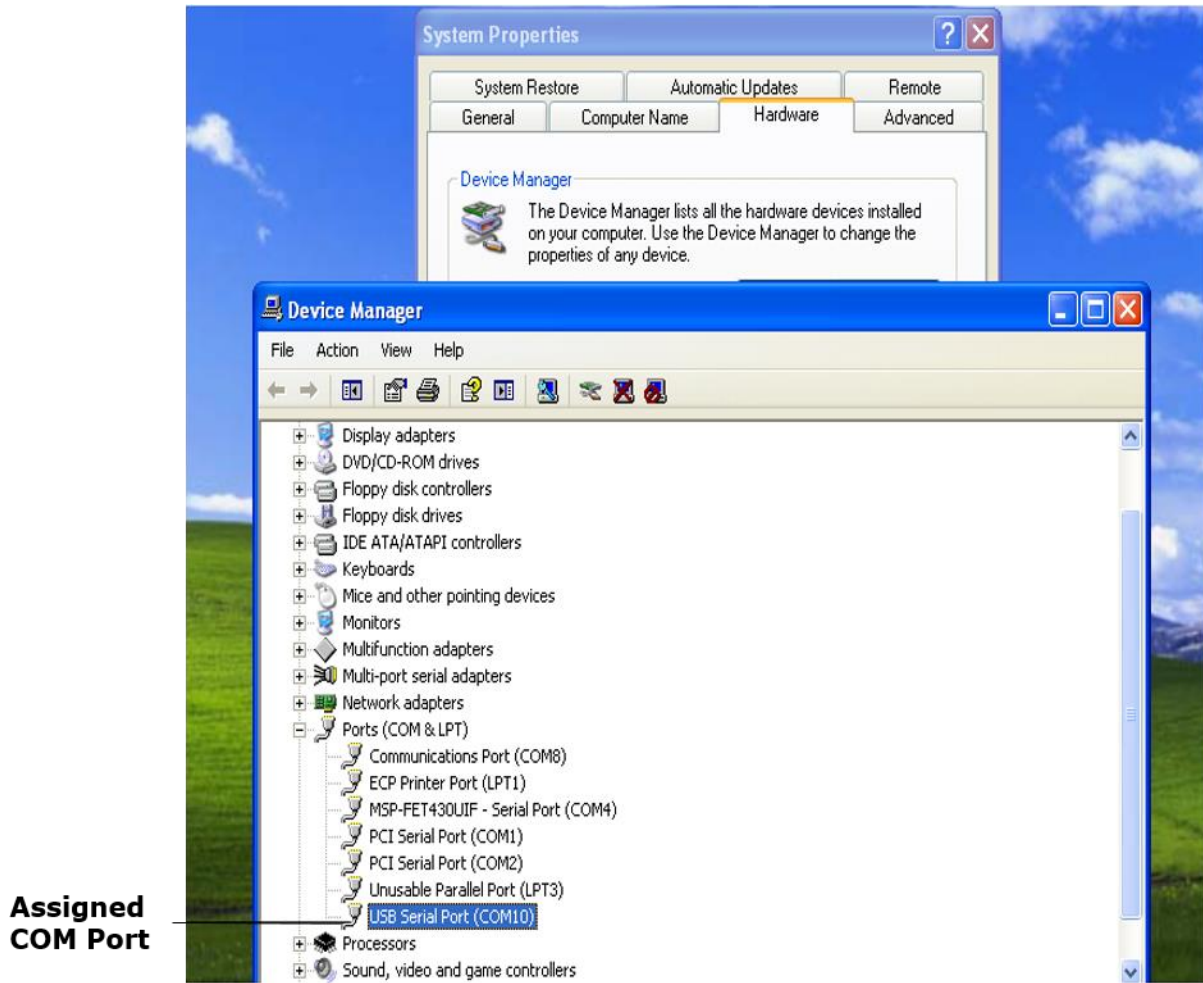 System Properties
System Restore Automatic Updates Remote
General Computer Name Hardware Advanced
Device Manager
The Device Manager lists all the hardware devices installed
on your computer. Use the Device Manager to change the
properties of any device.
Device Manager
File Action View Help
Display adapters
DVD/CD-ROM drives
Floppy disk controllers
Floppy disk drives
IDE ATA/ATAPI controllers
Keyboards
Mice and other pointing devices
Monitors
Multifunction adapters
Multi-port serial adapters
Network adapters
Ports (COM & LPT)
Communications Port (COM8)
ECP Printer Port (LPT1)
MSP-FET430UIF - Serial Port (COM4)
PCI Serial Port (COM1)
PCI Serial Port (COM2)
Unusable Parallel Port (LPT3)
USB Serial Port (COM10)
Processors
Sound, video and game controllers
Assigned
COM Port